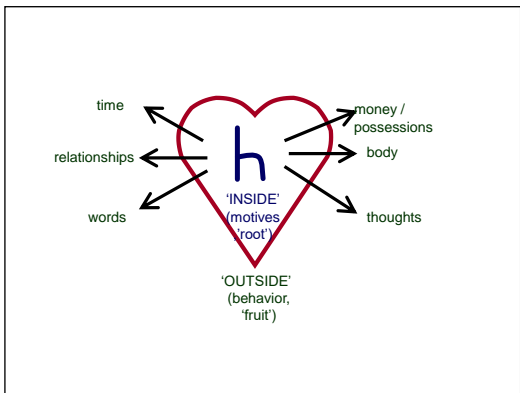 time
money /
possessions
relationships
body
words
thoughts
h
'INSIDE'
(motives
,'root')
'OUTSIDE'
(behavior,
'fruit')